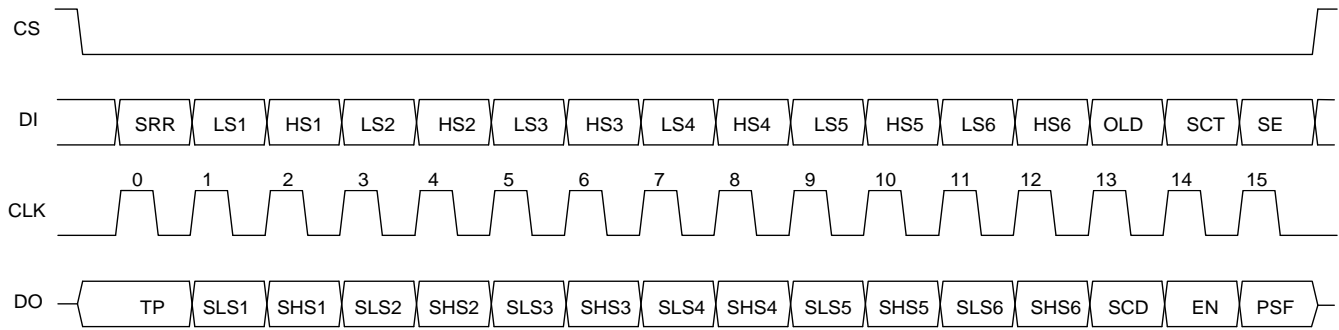 CS
DI SRR LS1 HS1 LS2 HS2 LS3 HS3 LS4 HS4 LS5 HS5 LS6 HS6 OLD SCT SE
0 1 2 3 4 5 6 7 8 9 10 11 12 13 14 15
CLK
DO TP SLS1 SHS1 SLS2 SHS2 SLS3 SHS3 SLS4 SHS4 SLS5 SHS5 SLS6 SHS6 SCD EN PSF